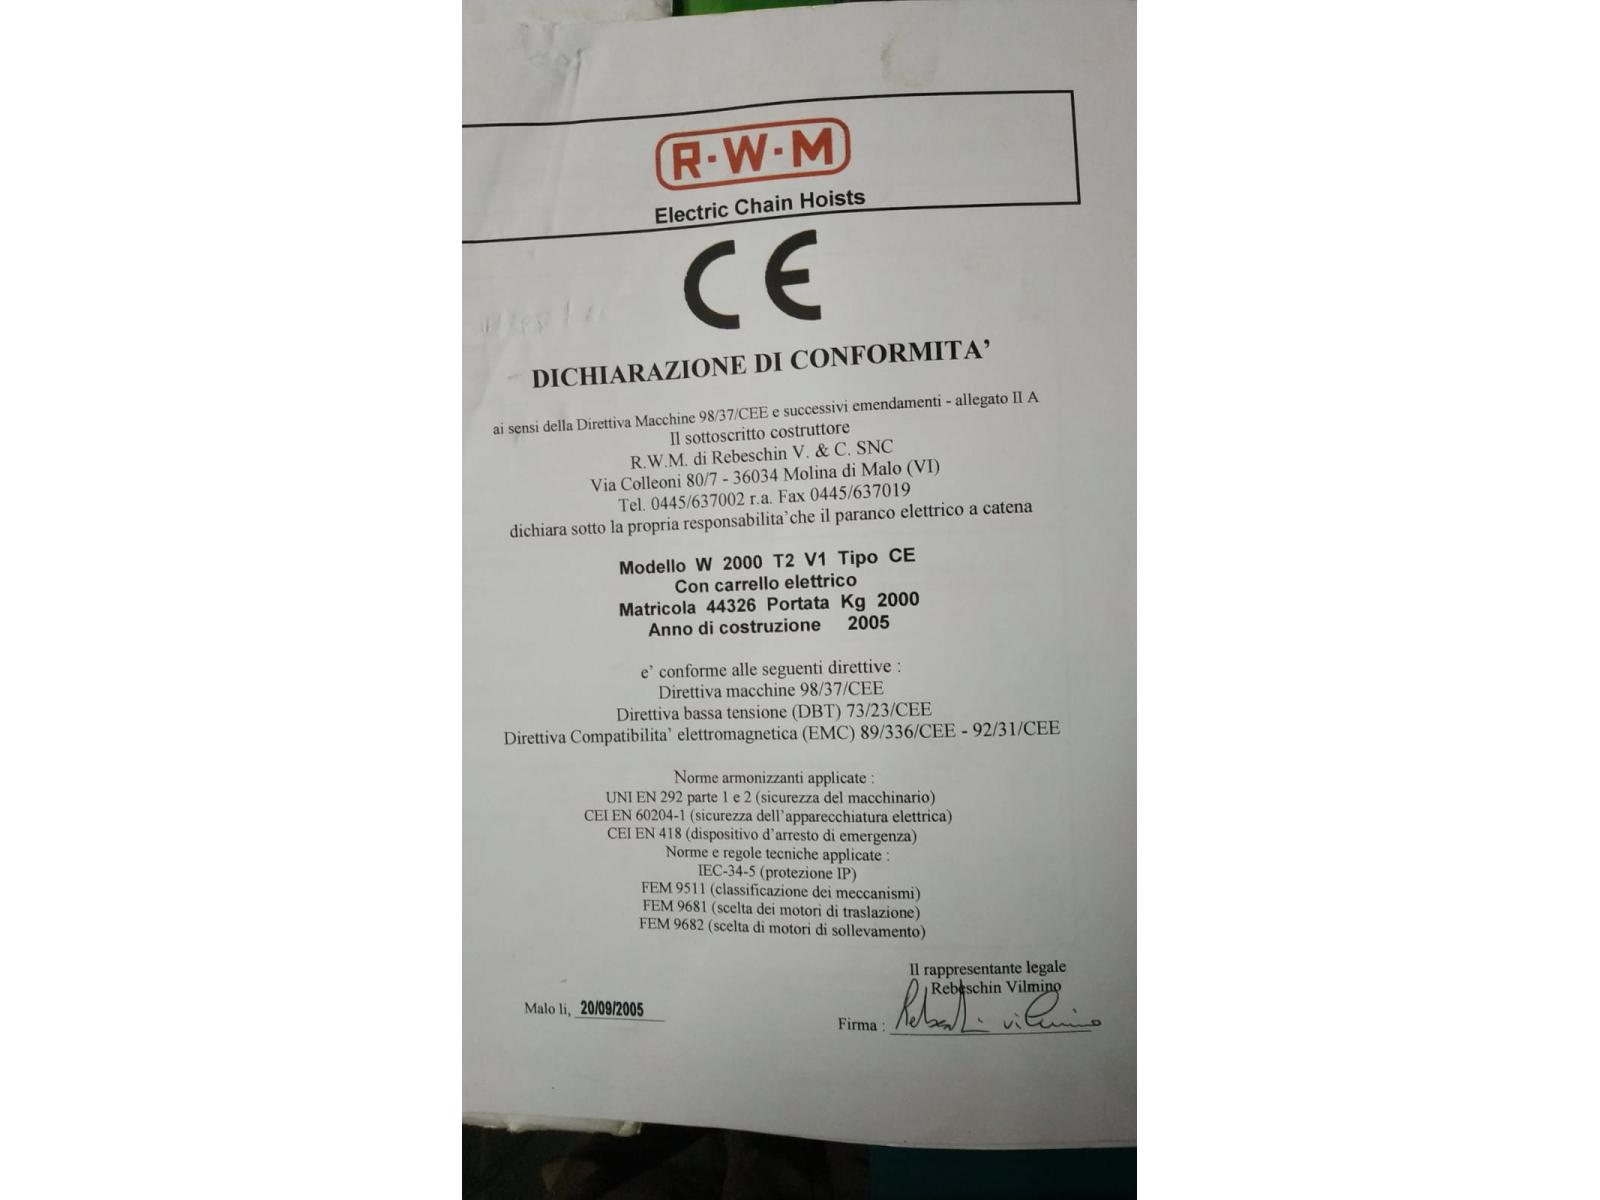 R·W·M
Electric Chain Hoists
CE
DICHIARAZIONE DI CONFORMITA'
ai sensi della Direttiva Macchine 98/37/CEE e successivi emendamenti - allegato II A
Il sottoscritto costruttore
R.W.M. di Rebeschin V. & C. SNC
Via Colleoni 80/7 - 36034 Molina di Malo (VI)
Tel. 0445/637002 r.a. Fax 0445/637019
dichiara sotto la propria responsabilita'che il paranco elettrico a catena
Modello W 2000 T2 V1 Tipo CE
Con carrello elettrico
Matricola 44326 Portata Kg 2000
Anno di costruzione 2005
e' conforme alle seguenti direttive :
Direttiva macchine 98/37/CEE
Direttiva bassa tensione (DBT) 73/23/CEE
Direttiva Compatibilita' elettromagnetica (EMC) 89/336/CEE - 92/31/CEE
Norme armonizzanti applicate :
UNI EN 292 parte 1 e 2 (sicurezza del macchinario)
CEI EN 60204-1 (sicurezza dell'apparecchiatura elettrica)
CEI EN 418 (dispositivo d'arresto di emergenza)
Norme e regole tecniche applicate :
IEC-34-5 (protezione IP)
FEM 9511 (classificazione dei meccanismi)
FEM 9681 (scelta dei motori di traslazione)
FEM 9682 (scelta di motori di sollevamento)
Il rappresentante legale
Rebeschin Vilmino
Malo li, 20/09/2005
Firma : Rebeschin Vilmino